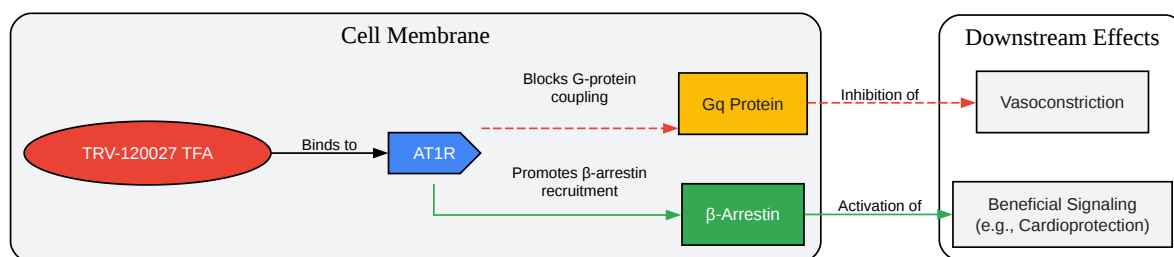 Cell Membrane
Downstream Effects
Blocks G-protein
coupling
Gq Protein
Inhibition of
Vasoconstriction
TRV-120027 TFA
Binds to
AT1R
Promotes β-arrestin
recruitment
β-Arrestin
Activation of
Beneficial Signaling
(e.g., Cardioprotection)